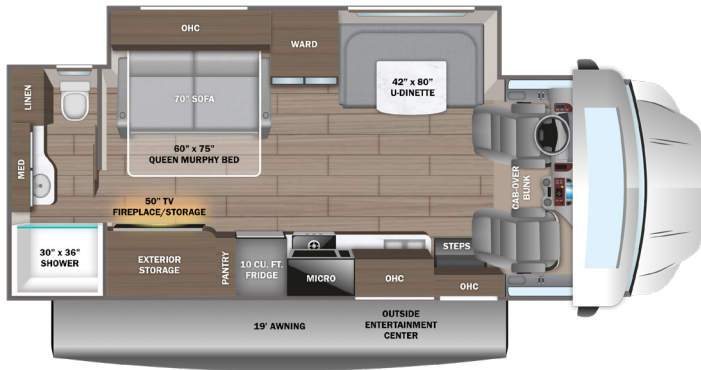 OHC
WARD
42" x 80"
U-DINETTE
LINEN
70" SOFA
MED
60" x 75"
QUEEN MURPHY BED
CAB-OVER
BUNK
50" TV
FIREPLACE/STORAGE
30" x 36"
SHOWER
EXTERIOR
STORAGE
PANTRY
10 CU. FT.
FRIDGE
MICRO
OHC
STEPS
OHC
19' AWNING
OUTSIDE
ENTERTAINMENT
CENTER